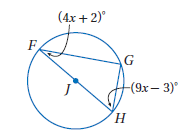 (4x + 2)°
F
G
J
(9x − 3)°
H